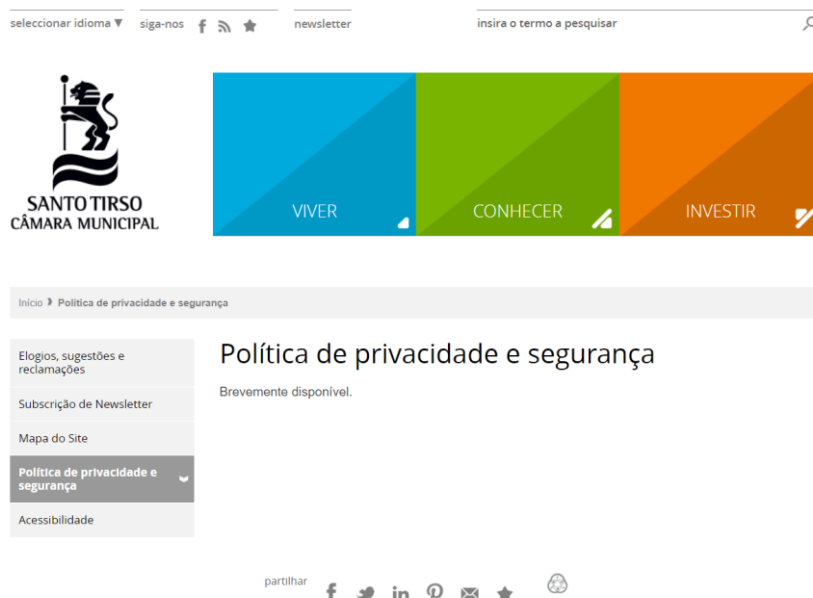 seleccionar idioma ▼ siga-nos newsletter insira o termo a pesquisar
SANTO TIRSO
CÂMARA MUNICIPAL
VIVER CONHECER INVESTIR
Início Política de privacidade e segurança
Elogios, sugestões e
reclamações
Subscrição de Newsletter
Mapa do Site
Política de privacidade e
segurança
Acessibilidade
Política de privacidade e segurança
Brevemente disponível.
partilhar